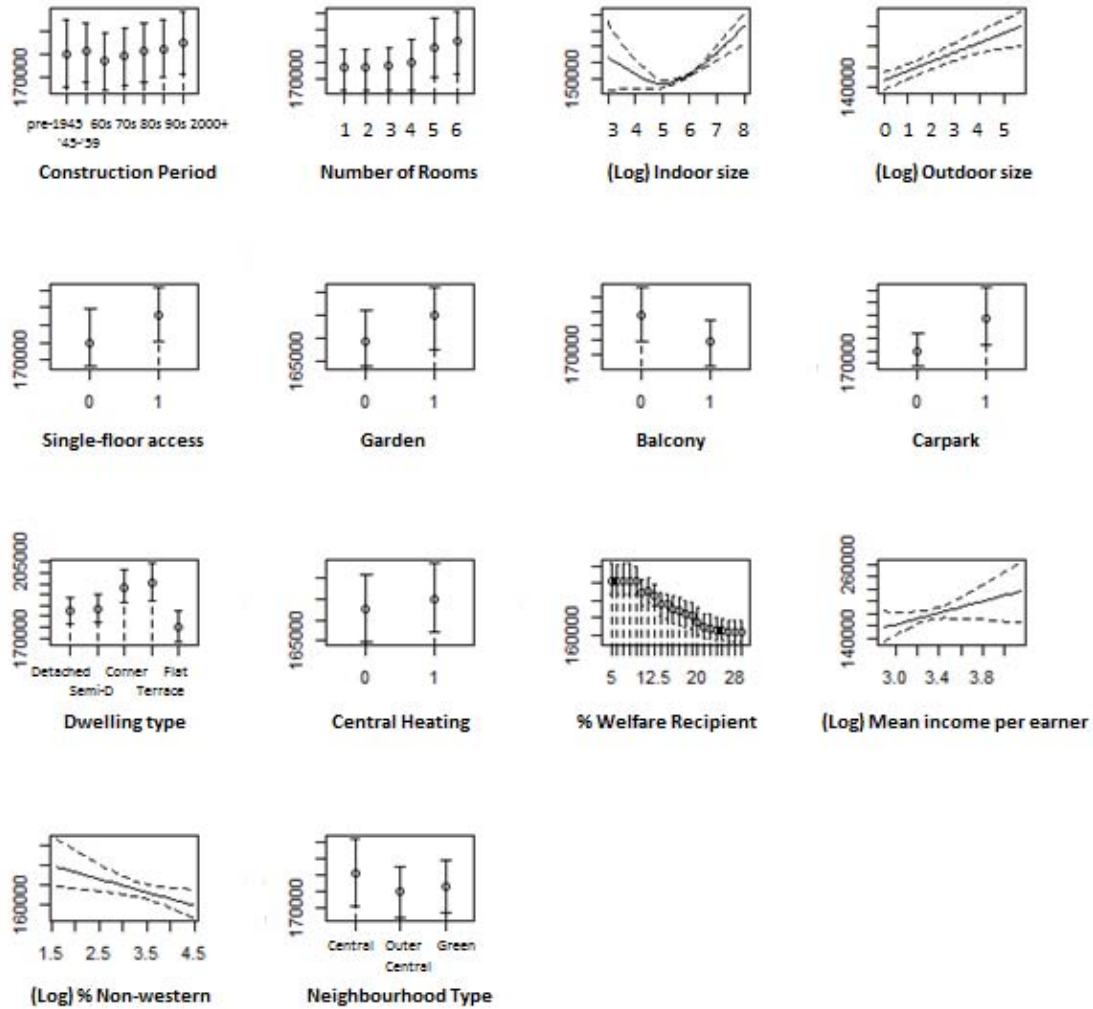 170000
pre-1945 60s 70s 80s 90s 2000+
'45-'59
Construction Period
170000
1 2 3 4 5 6
Number of Rooms
150000
3 4 5 6 7 8
(Log) Indoor size
140000
0 1 2 3 4 5
(Log) Outdoor size
170000
0 1
Single-floor access
165000
0 1
Garden
170000
0 1
Balcony
170000
0 1
Carpark
170000 205000
Detached Corner Flat
Semi-D Terrace
Dwelling type
165000
0 1
Central Heating
160000
5 12.5 20 28
% Welfare Recipient
140000 260000
3.0 3.4 3.8
(Log) Mean income per earner
160000
1.5 2.5 3.5 4.5
(Log) % Non-western
170000
Central Outer Green
Central
Neighbourhood Type